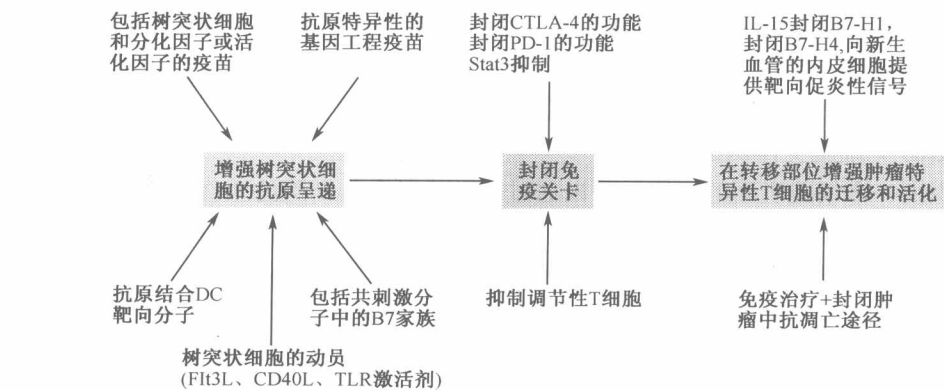 包括树突状细胞
和分化因子或活
化因子的疫苗
抗原特异性的
基因工程疫苗
封闭CTLA-4的功能
封闭PD-1的功能
Stat3抑制
IL-15封闭B7-H1，
封闭B7-H4,向新生
血管的内皮细胞提
供靶向促炎性信号
增强树突状细
胞的抗原呈递
封闭免
疫关卡
在转移部位增强肿瘤特
异性T细胞的迁移和活化
抗原结合DC
靶向分子
包括共刺激分
子中的B7家族
抑制调节性T细胞
免疫治疗+封闭肿
瘤中抗凋亡途径
树突状细胞的动员
(Flt3L、CD40L、TLR激活剂)